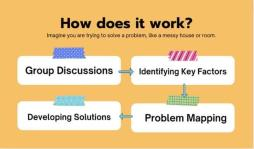 How does it work?
Imagine you are trying to solve a problem, like a messy house or room.
Group Discussions
Identifying Key Factors
Problem Mapping
Developing Solutions